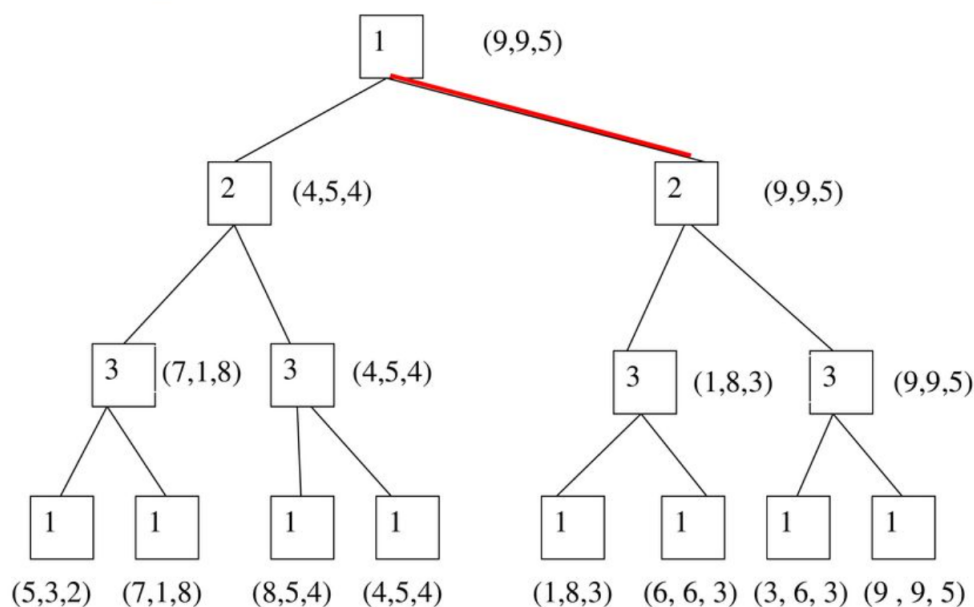 1 (9,9,5)
2 (4,5,4) 2 (9,9,5)
3 (7,1,8) 3 (4,5,4) 3 (1,8,3) 3 (9,9,5)
1 1 1 1 1 1 1 1
(5,3,2) (7,1,8) (8,5,4) (4,5,4) (1,8,3) (6, 6, 3) (3, 6, 3) (9 , 9, 5)